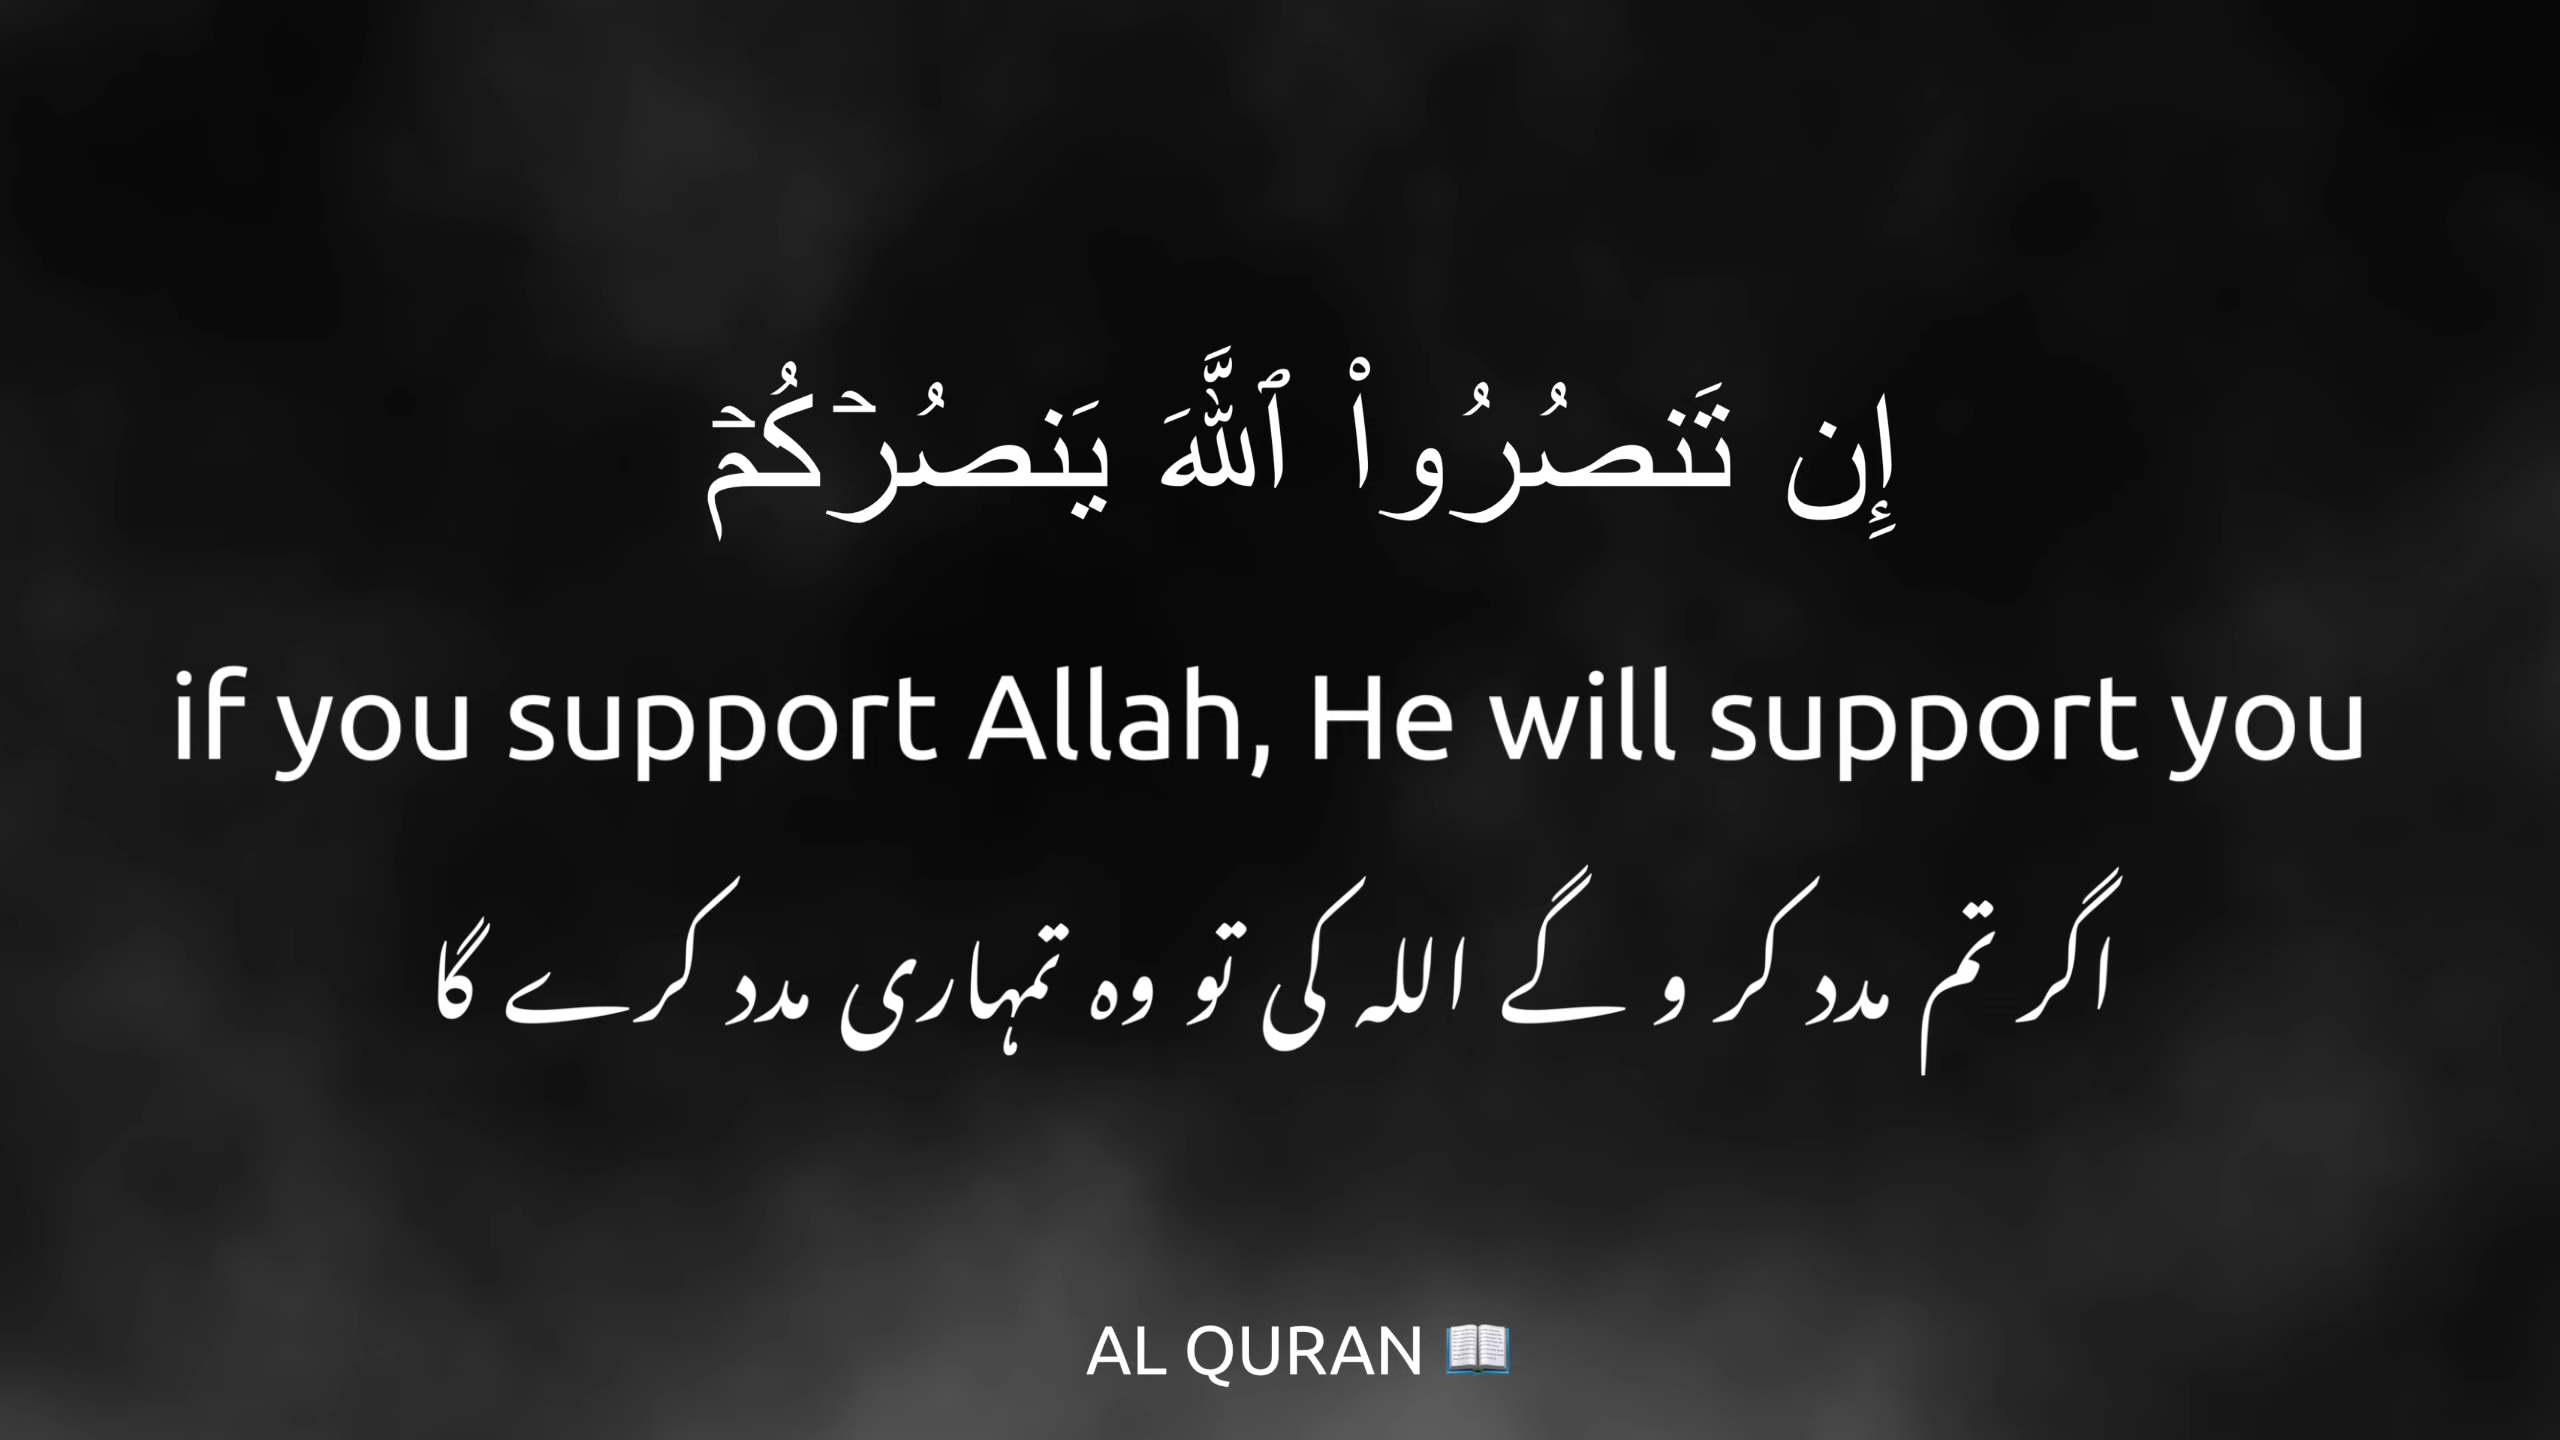 إِن تَنصُرُوا۟ ٱللَّهَ يَنصُرۡكُمۡ
if you support Allah, He will support you
اگر تم مدد کر و گے اللہ کی تو وہ تمہاری مدد کرے گا
AL QURAN 📖